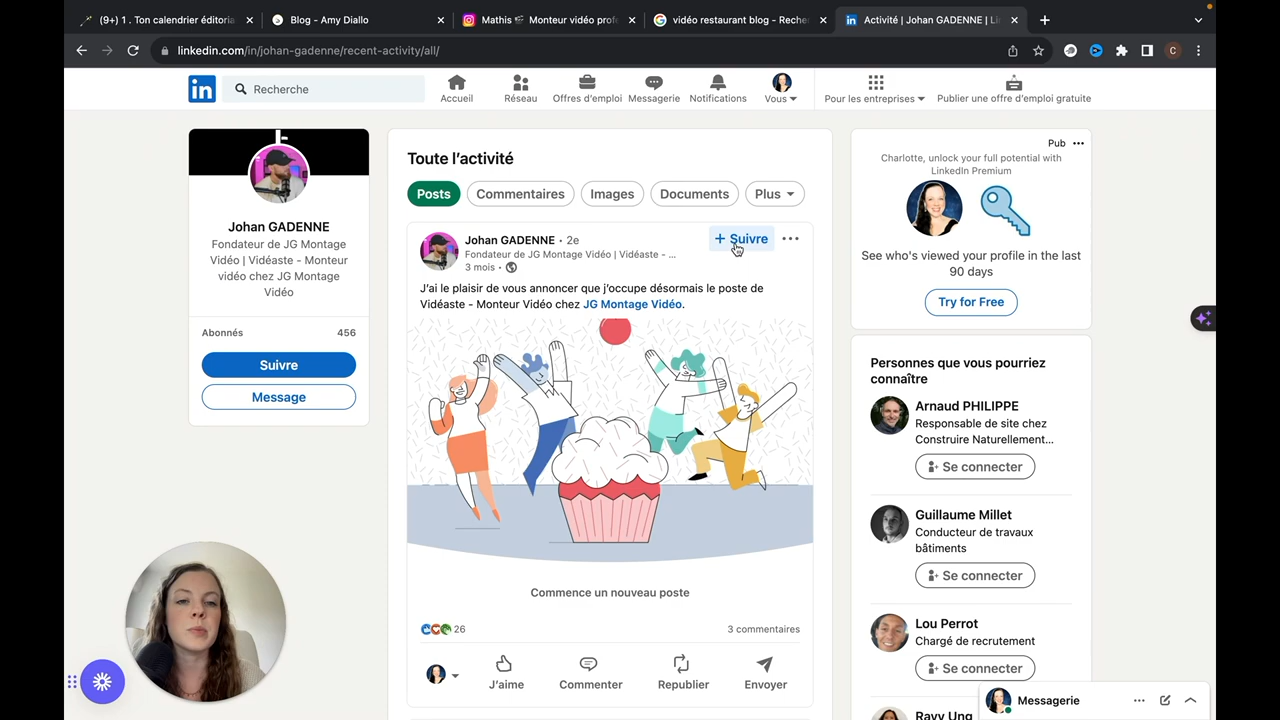 (9+) 1 . Ton calendrier éditoria
Blog - Amy Diallo
Mathis 🎬 Monteur vidéo prof
vidéo restaurant blog - Reche
Activité | Johan GADENNE | Li
linkedin.com/in/johan-gadenne/recent-activity/all/
C
in
Recherche
Accueil
Réseau
Offres d'emploi
Messagerie
Notifications
Vous
Pour les entreprises
Publier une offre d'emploi gratuite
Johan GADENNE
Fondateur de JG Montage
Vidéo | Vidéaste - Monteur
vidéo chez JG Montage
Vidéo
Abonnés 456
Suivre
Message
Toute l'activité
Posts
Commentaires
Images
Documents
Plus
Johan GADENNE • 2e
+ Suivre
Fondateur de JG Montage Vidéo | Vidéaste - ...
3 mois •
J'ai le plaisir de vous annoncer que j'occupe désormais le poste de
Vidéaste - Monteur Vidéo chez JG Montage Vidéo.
Commence un nouveau poste
26
3 commentaires
J'aime
Commenter
Republier
Envoyer
Pub
Charlotte, unlock your full potential with
LinkedIn Premium
See who's viewed your profile in the last
90 days
Try for Free
Personnes que vous pourriez
connaître
Arnaud PHILIPPE
Responsable de site chez
Construire Naturellement...
Se connecter
Guillaume Millet
Conducteur de travaux
bâtiments
Se connecter
Lou Perrot
Chargé de recrutement
Se connecter
Ravy Ung
Messagerie